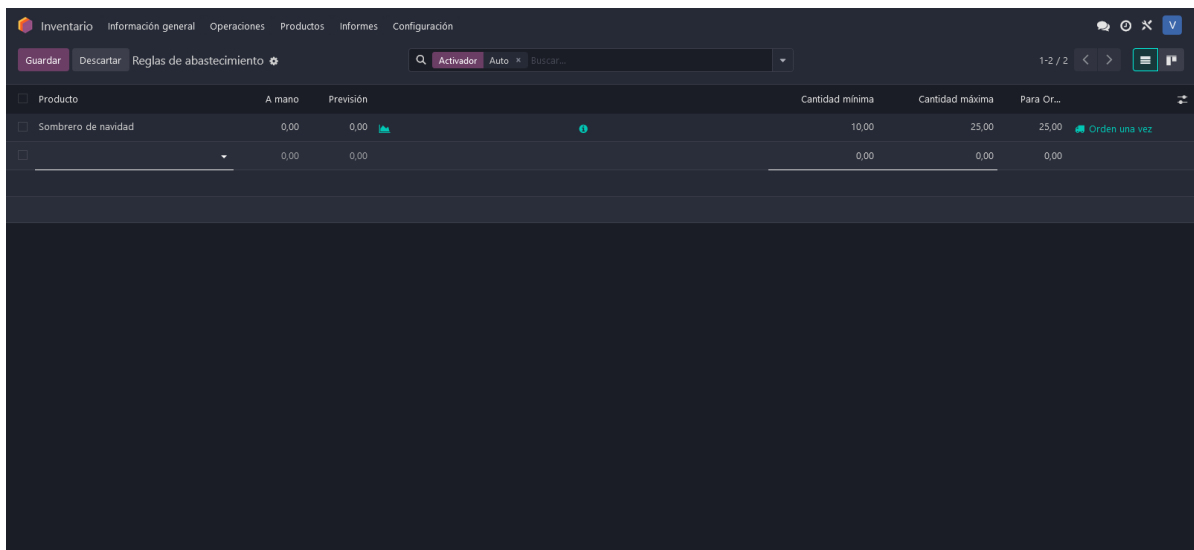 Inventario Información general Operaciones Productos Informes Configuración V
Guardar Descartar Reglas de abastecimiento Activador Auto × Buscar... 1-2 / 2
Producto A mano Previsión Cantidad mínima Cantidad máxima Para Or...
Sombrero de navidad 0,00 0,00 10,00 25,00 25,00 Orden una vez
0,00 0,00 0,00 0,00 0,00